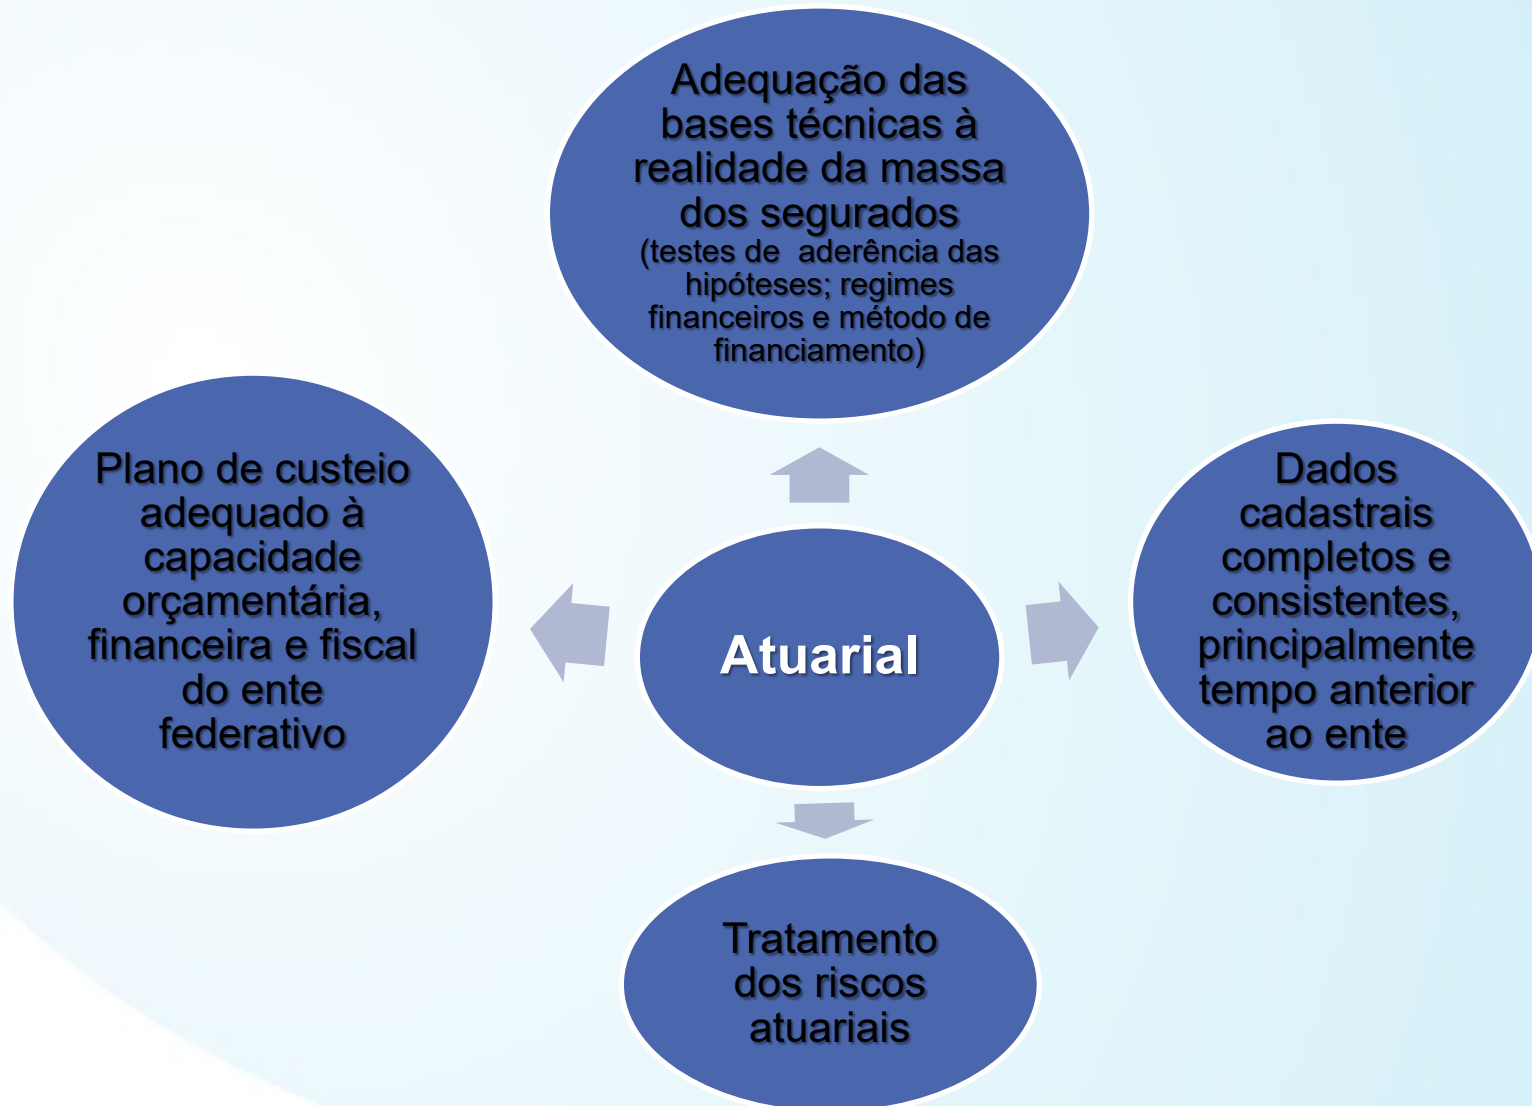 Adequação das
bases técnicas à
realidade da massa
dos segurados
(testes de aderência das
hipóteses; regimes
financeiros e método de
financiamento)
Plano de custeio
adequado à
capacidade
orçamentária,
financeira e fiscal
do ente
federativo
Atuarial
Dados
cadastrais
completos e
consistentes,
principalmente
tempo anterior
ao ente
Tratamento
dos riscos
atuariais